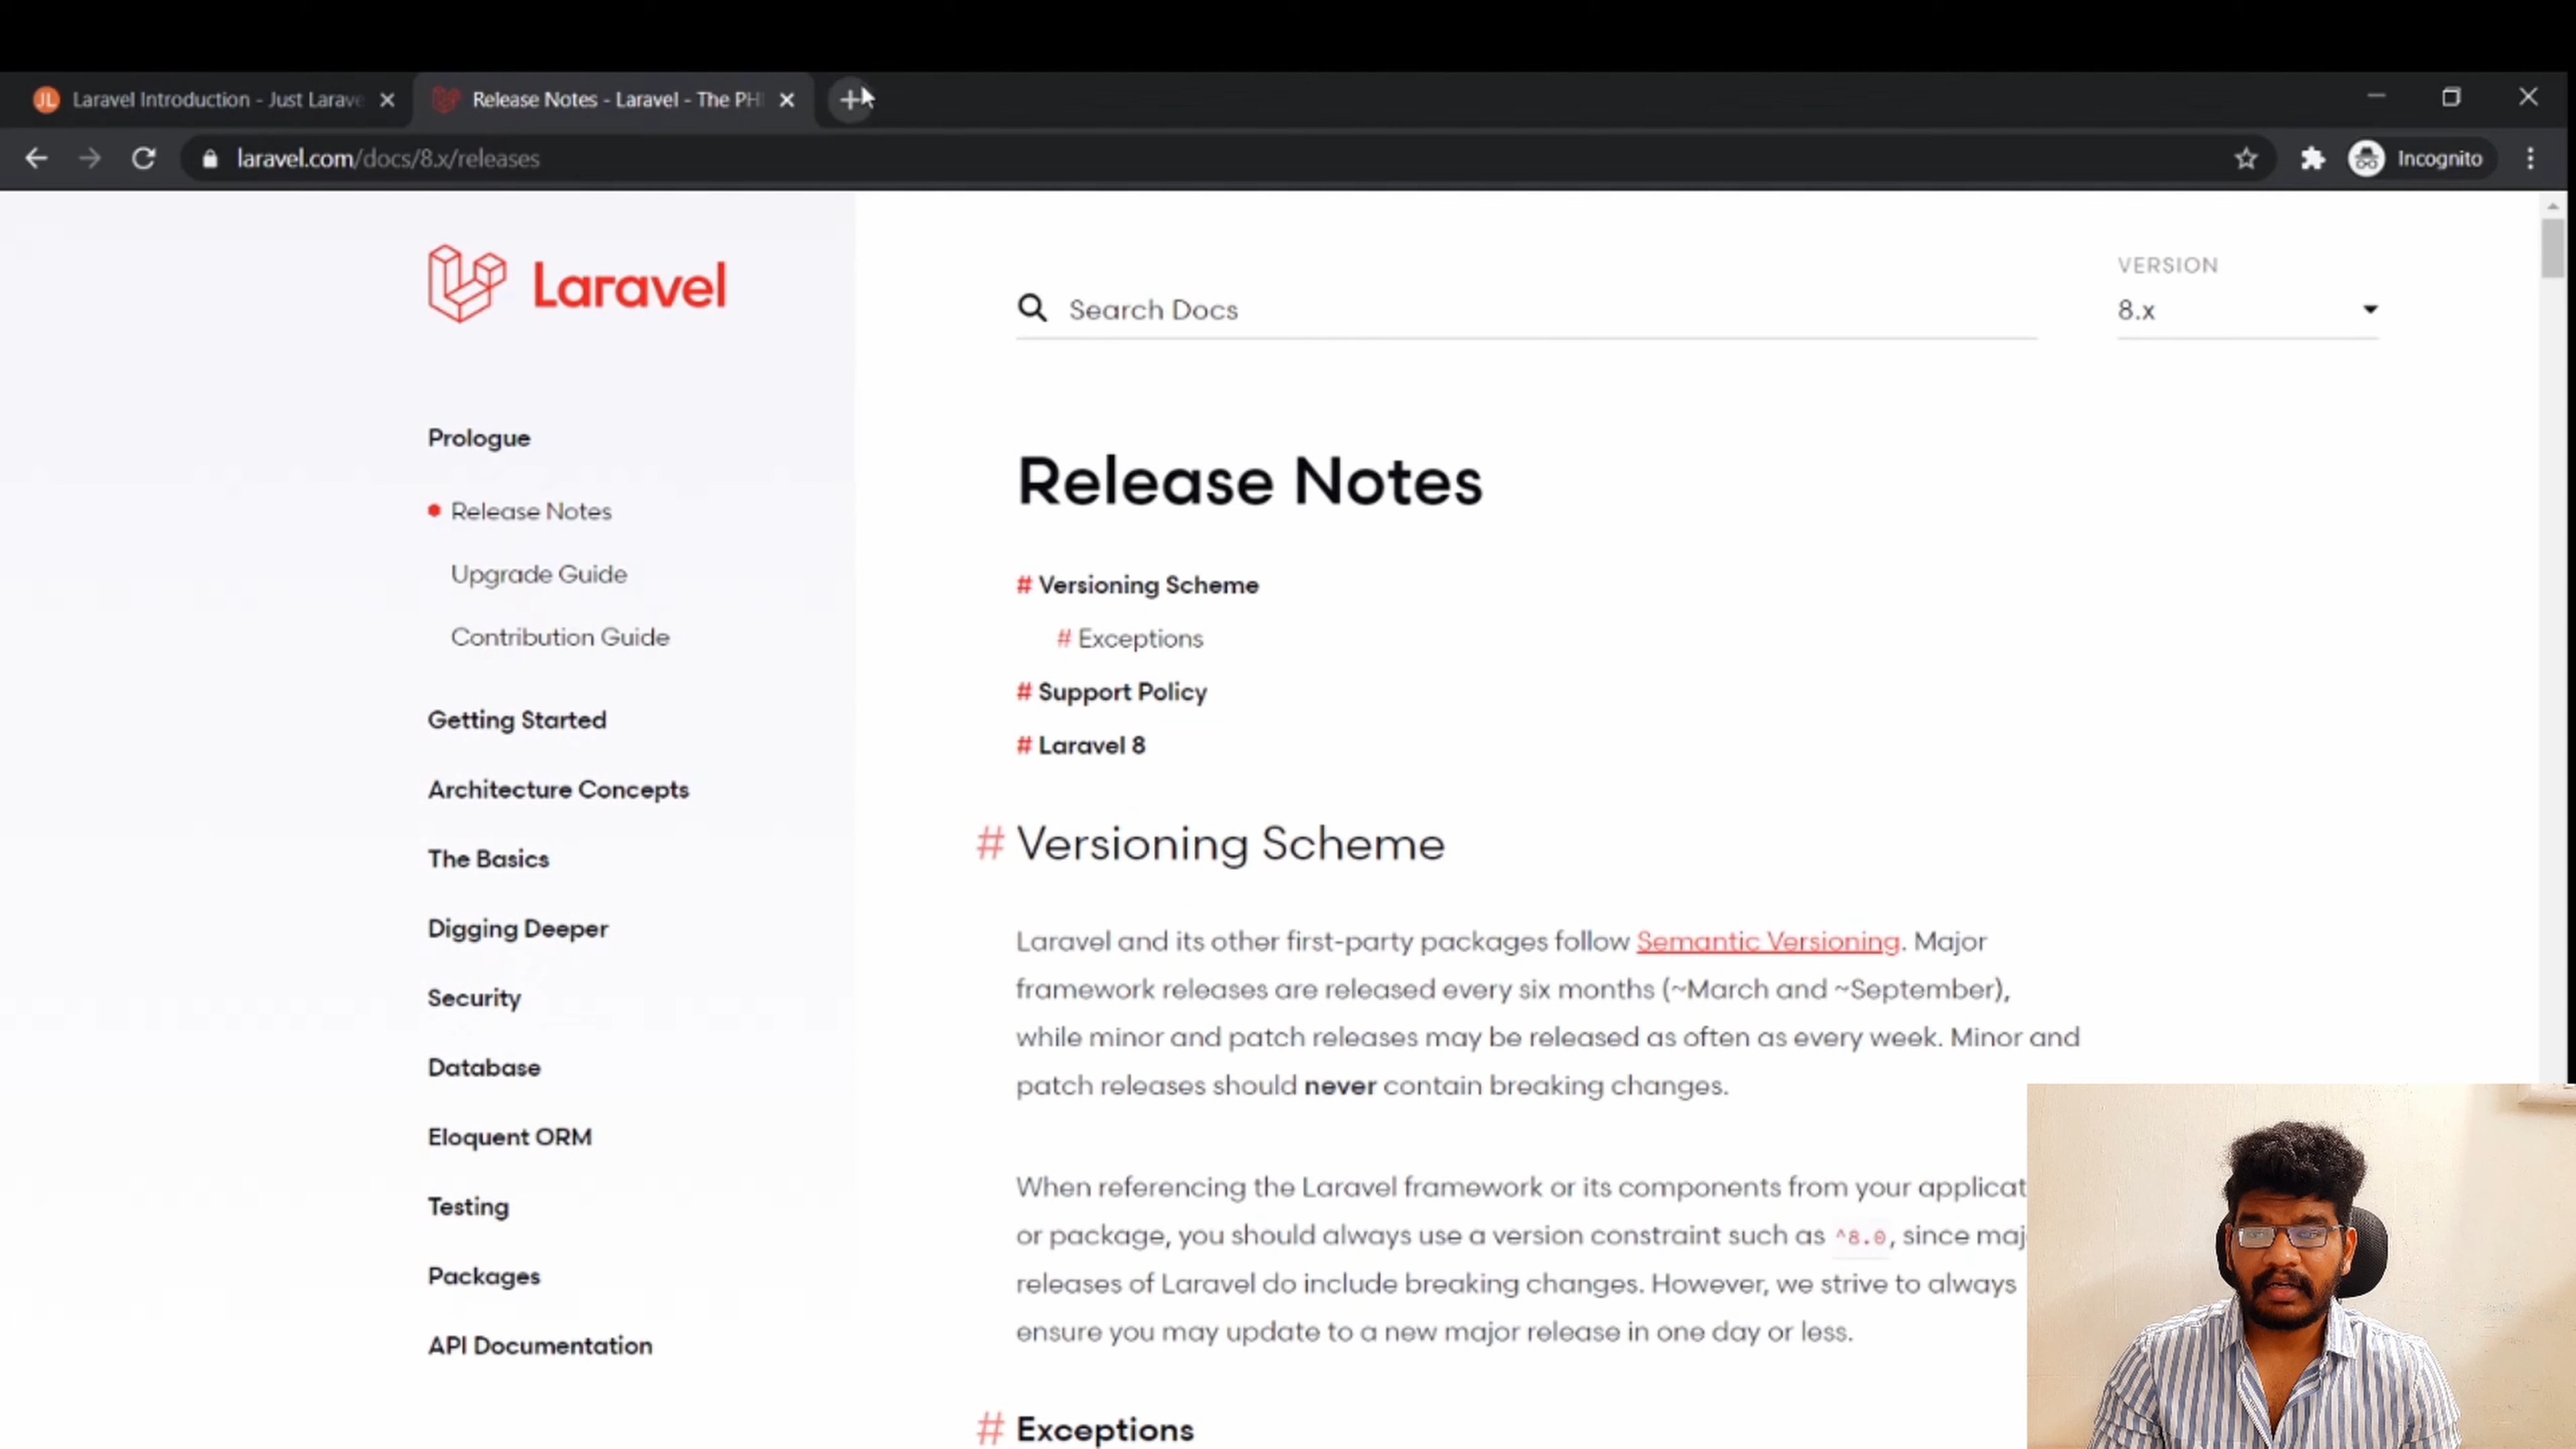 JL Laravel Introduction - Just Larave
Release Notes - Laravel - The PH
laravel.com/docs/8.x/releases
Incognito
Laravel
Search Docs
VERSION
8.x
Prologue
Release Notes
Upgrade Guide
Contribution Guide
Getting Started
Architecture Concepts
The Basics
Digging Deeper
Security
Database
Eloquent ORM
Testing
Packages
API Documentation
Release Notes
# Versioning Scheme
# Exceptions
# Support Policy
# Laravel 8
# Versioning Scheme
Laravel and its other first-party packages follow Semantic Versioning. Major
framework releases are released every six months (~March and ~September),
while minor and patch releases may be released as often as every week. Minor and
patch releases should never contain breaking changes.
When referencing the Laravel framework or its components from your applicat
or package, you should always use a version constraint such as ^8.0, since maj
releases of Laravel do include breaking changes. However, we strive to always
ensure you may update to a new major release in one day or less.
# Exceptions